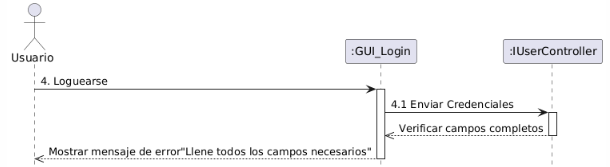 Usuario
:GUI_Login
:IUserController
4. Loguearse
4.1 Enviar Credenciales
Verificar campos completos
Mostrar mensaje de error"Llene todos los campos necesarios"